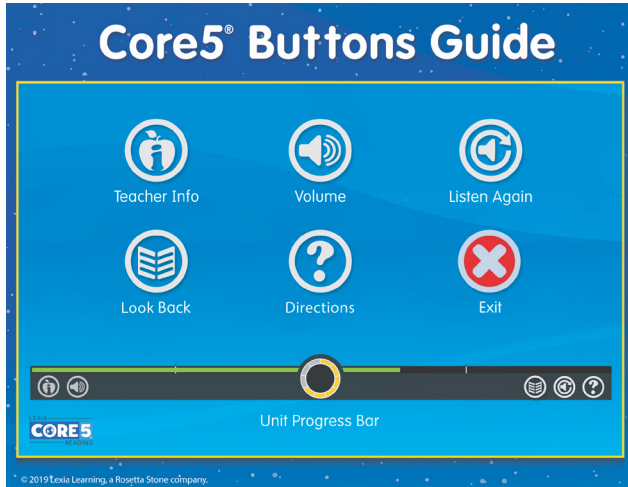 Core5® Buttons Guide
Teacher Info
Volume
Listen Again
Look Back
Directions
Exit
Unit Progress Bar
LEXIA
CORE5
READING
© 2019 Lexia Learning, a Rosetta Stone company.